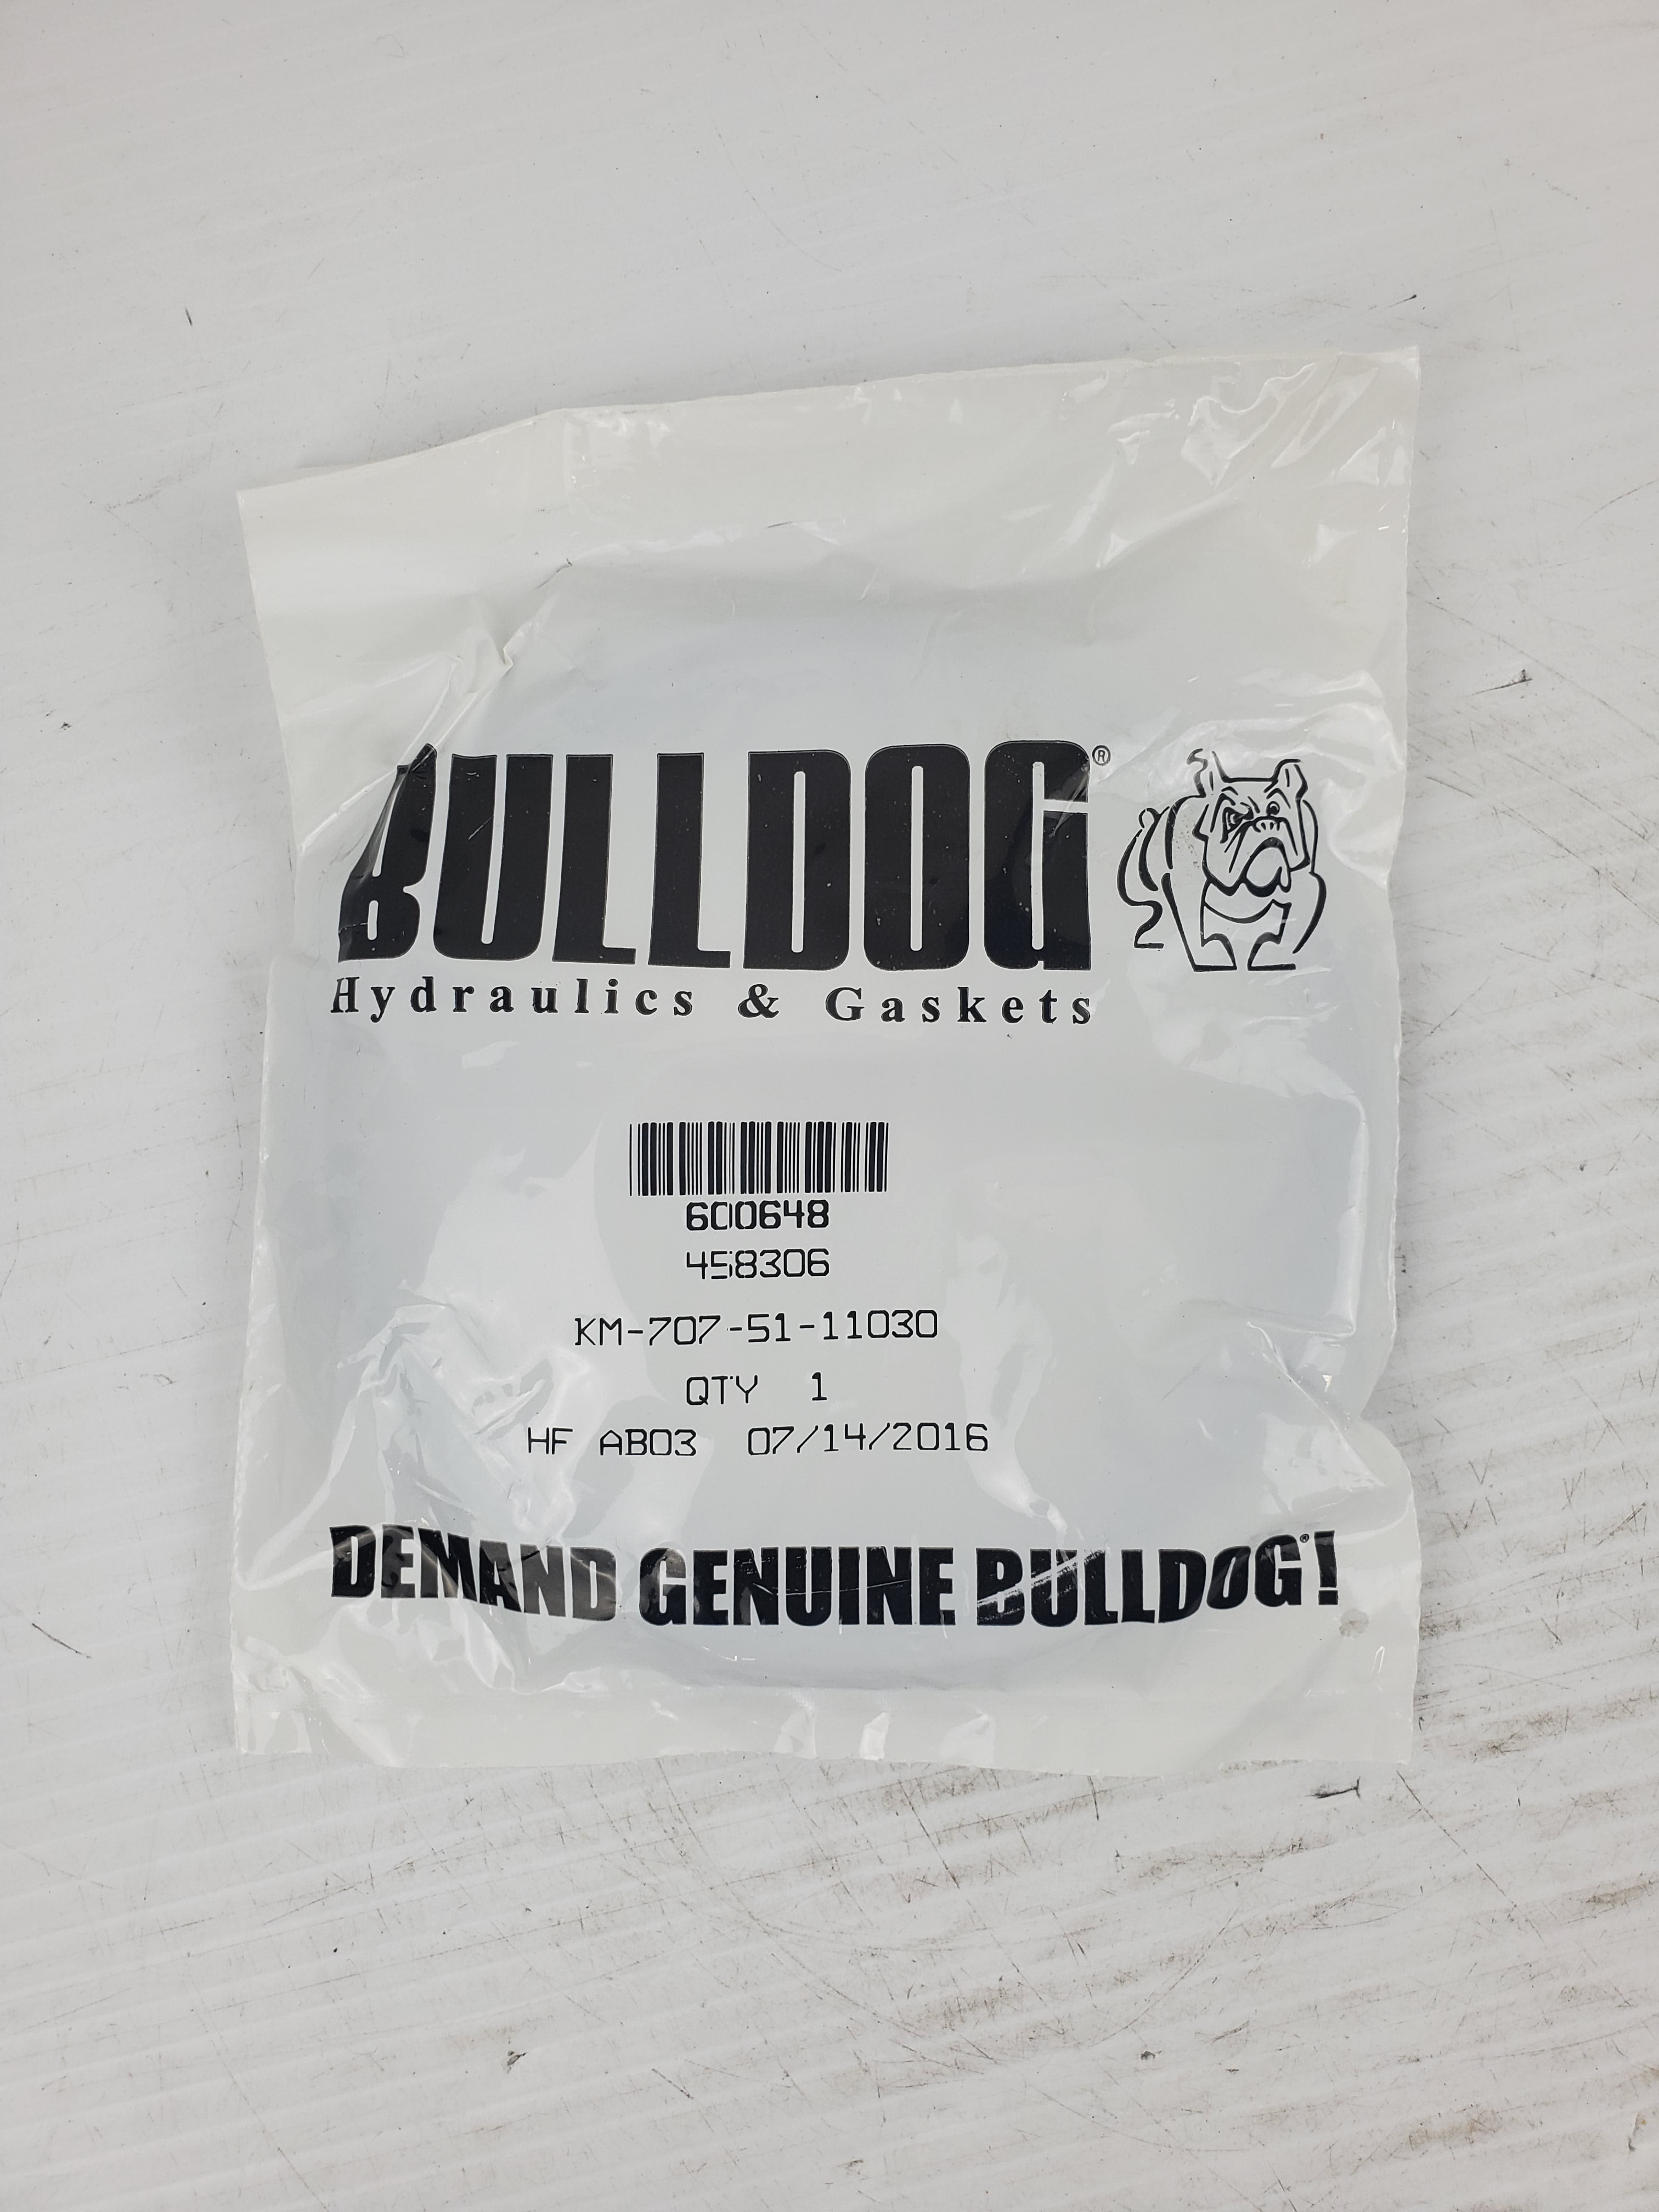 BULLDOG®
Hydraulics & Gaskets
600648
458306
KM-707-51-11030
QTY 1
HF AB03 07/14/2016
DEMAND GENUINE BULLDOG®!